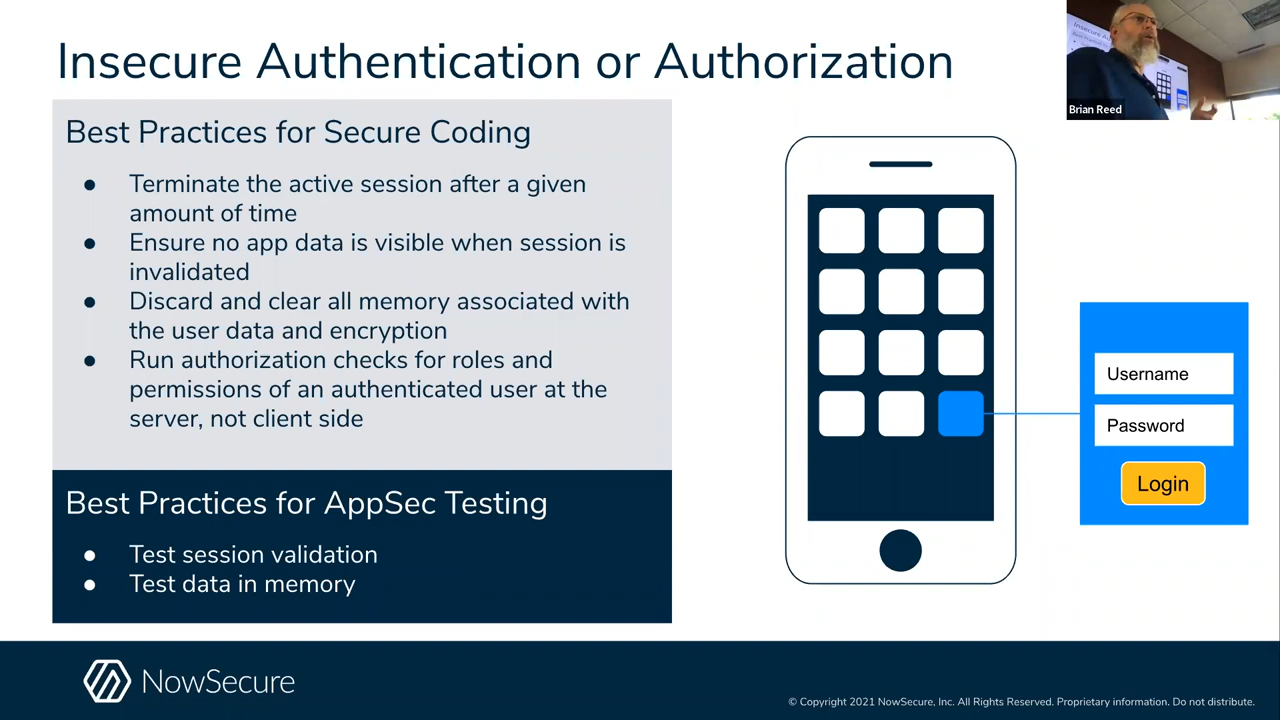 Insecure Authentication or Authorization
Best Practices for Secure Coding
● Terminate the active session after a given
amount of time
● Ensure no app data is visible when session is
invalidated
● Discard and clear all memory associated with
the user data and encryption
● Run authorization checks for roles and
permissions of an authenticated user at the
server, not client side
Best Practices for AppSec Testing
● Test session validation
● Test data in memory
Brian Reed
Username
Password
Login
NowSecure
© Copyright 2021 NowSecure, Inc. All Rights Reserved. Proprietary information. Do not distribute.